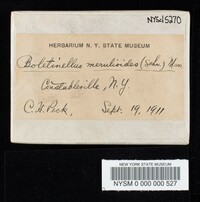 NYSM5270
HERBARIUM N. Y. STATE MUSEUM
Boletinellus merulioides (Schw.) Murr
Constableville, N.Y.
C. H. Peck, Sept. 19, 1911
NEW YORK STATE MUSEUM
NYSM 0 000 000 527